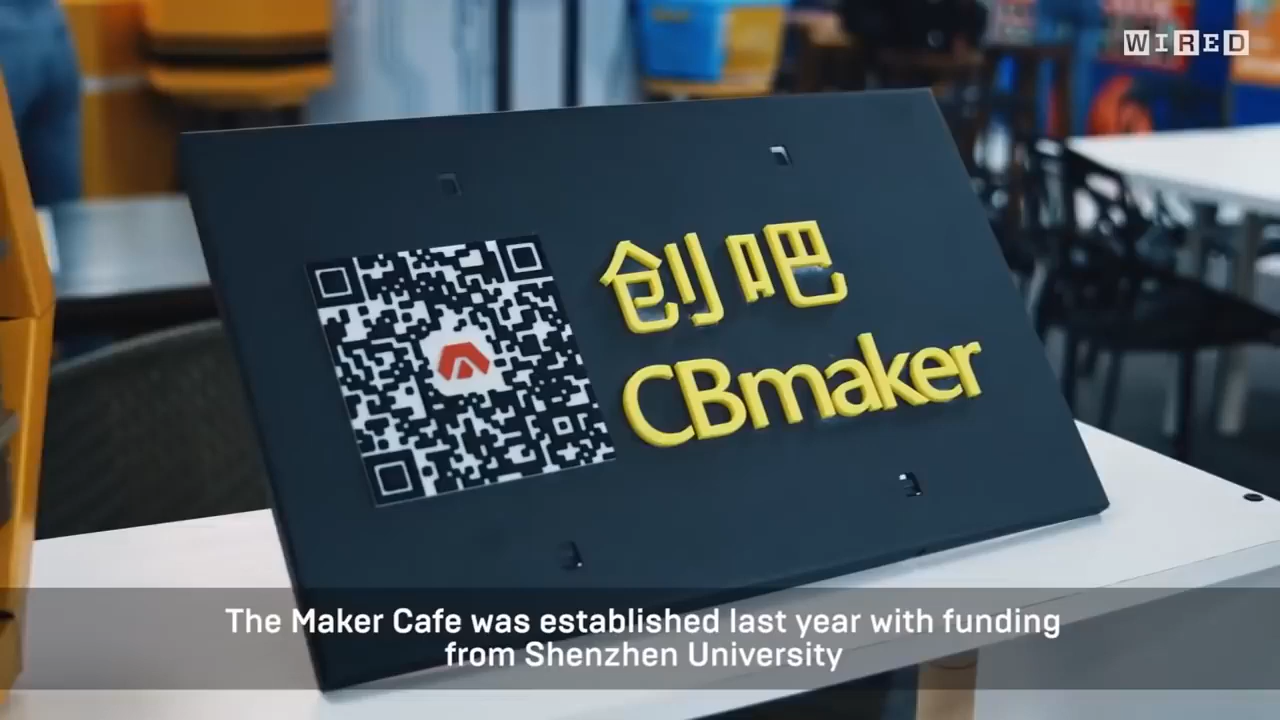 WIRED
创吧
CBmaker
The Maker Cafe was established last year with funding
from Shenzhen University